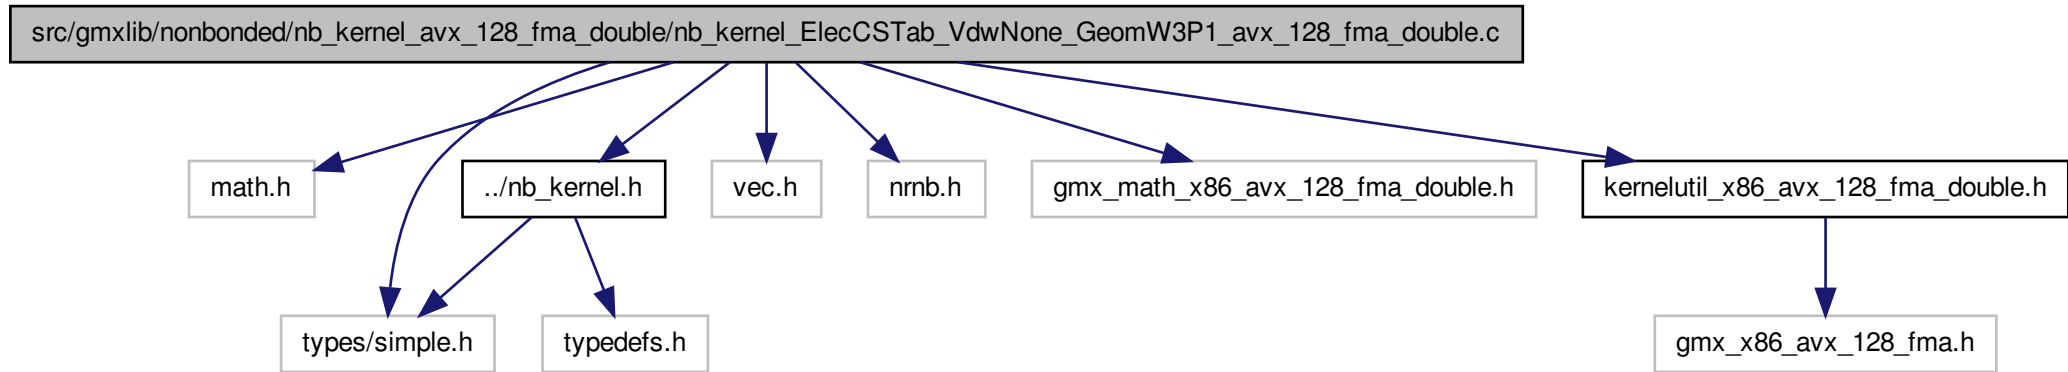 src/gmxlib/nonbonded/nb_kernel_avx_128_fma_double/nb_kernel_ElecCSTab_VdwNone_GeomW3P1_avx_128_fma_double.c
math.h
../nb_kernel.h
vec.h
nrnb.h
gmx_math_x86_avx_128_fma_double.h
kernelutil_x86_avx_128_fma_double.h
types/simple.h
typedefs.h
gmx_x86_avx_128_fma.h